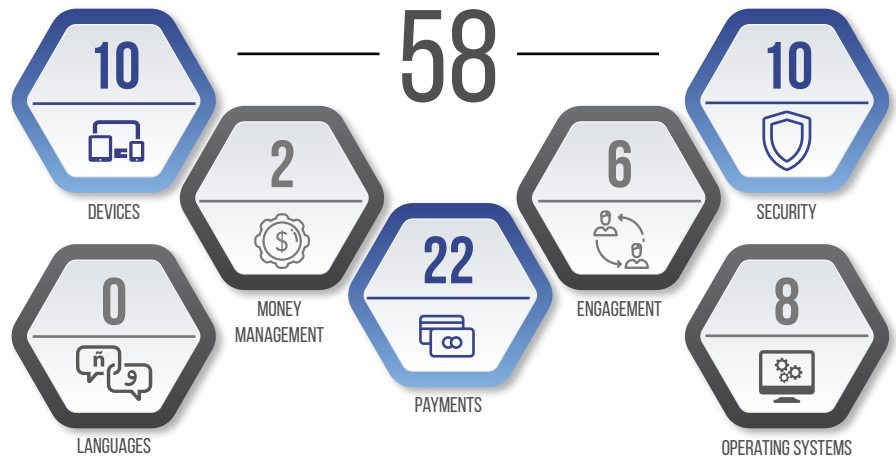 58
10
DEVICES
2
MONEY
MANAGEMENT
22
PAYMENTS
6
ENGAGEMENT
10
SECURITY
0
ñ
و
LANGUAGES
8
OPERATING SYSTEMS
$